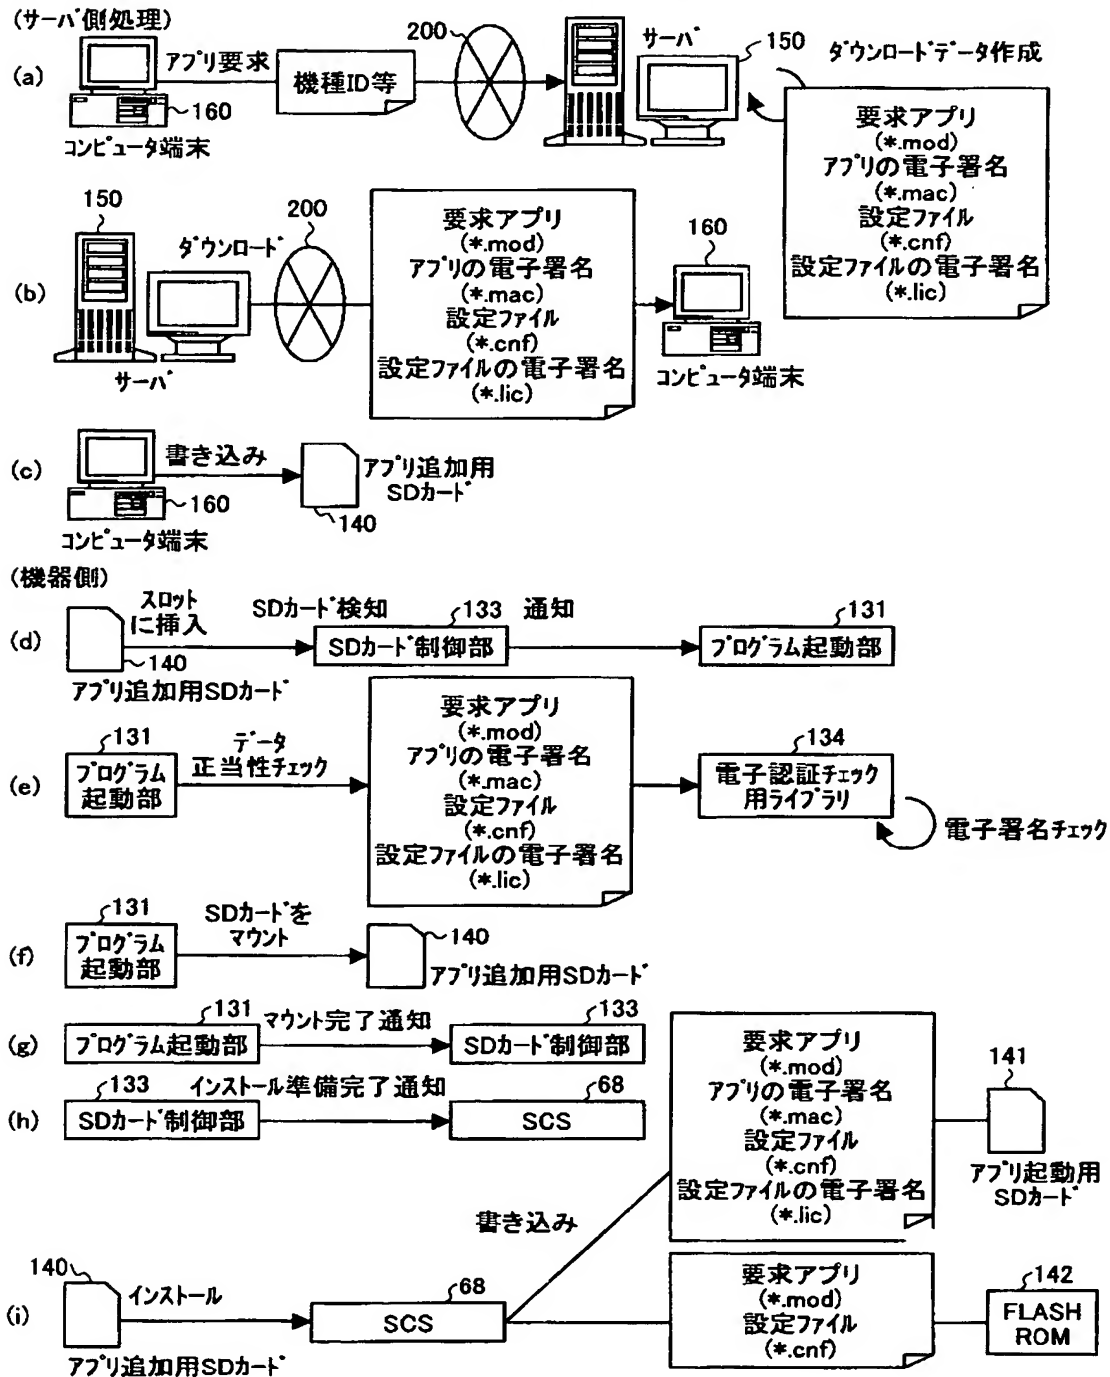 (サーバ側処理)
(a)
アプリ要求
機種ID等
200
サーバ
150
ダウンロードデータ作成
160
コンピュータ端末
要求アプリ
(*.mod)
アプリの電子署名
(*.mac)
設定ファイル
(*.cnf)
設定ファイルの電子署名
(*.lic)
(b)
150
ダウンロード
200
サーバ
要求アプリ
(*.mod)
アプリの電子署名
(*.mac)
設定ファイル
(*.cnf)
設定ファイルの電子署名
(*.lic)
160
コンピュータ端末
(c)
書き込み
160
コンピュータ端末
アプリ追加用
SDカード
140
(機器側)
(d)
スロット
に挿入
140
アプリ追加用SDカード
SDカード検知
133
SDカード制御部
通知
131
プログラム起動部
(e)
131
プログラム
起動部
データ
正当性チェック
要求アプリ
(*.mod)
アプリの電子署名
(*.mac)
設定ファイル
(*.cnf)
設定ファイルの電子署名
(*.lic)
134
電子認証チェック
用ライブラリ
電子署名チェック
(f)
131
プログラム
起動部
SDカードを
マウント
140
アプリ追加用SDカード
(g)
131
プログラム起動部
マウント完了通知
133
SDカード制御部
(h)
133
SDカード制御部
インストール準備完了通知
68
SCS
要求アプリ
(*.mod)
アプリの電子署名
(*.mac)
設定ファイル
(*.cnf)
設定ファイルの電子署名
(*.lic)
141
アプリ起動用
SDカード
書き込み
(i)
140
インストール
アプリ追加用SDカード
68
SCS
要求アプリ
(*.mod)
設定ファイル
(*.cnf)
142
FLASH
ROM